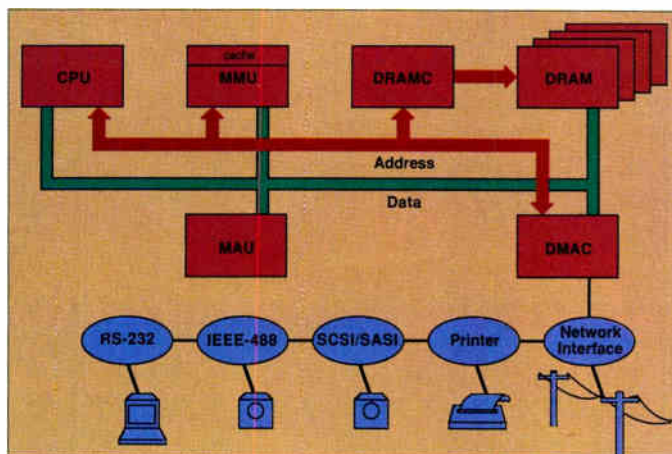 cache
CPU
MMU
DRAMC
DRAM
Address
Data
MAU
DMAC
RS-232
IEEE-488
SCSI/SASI
Printer
Network
Interface